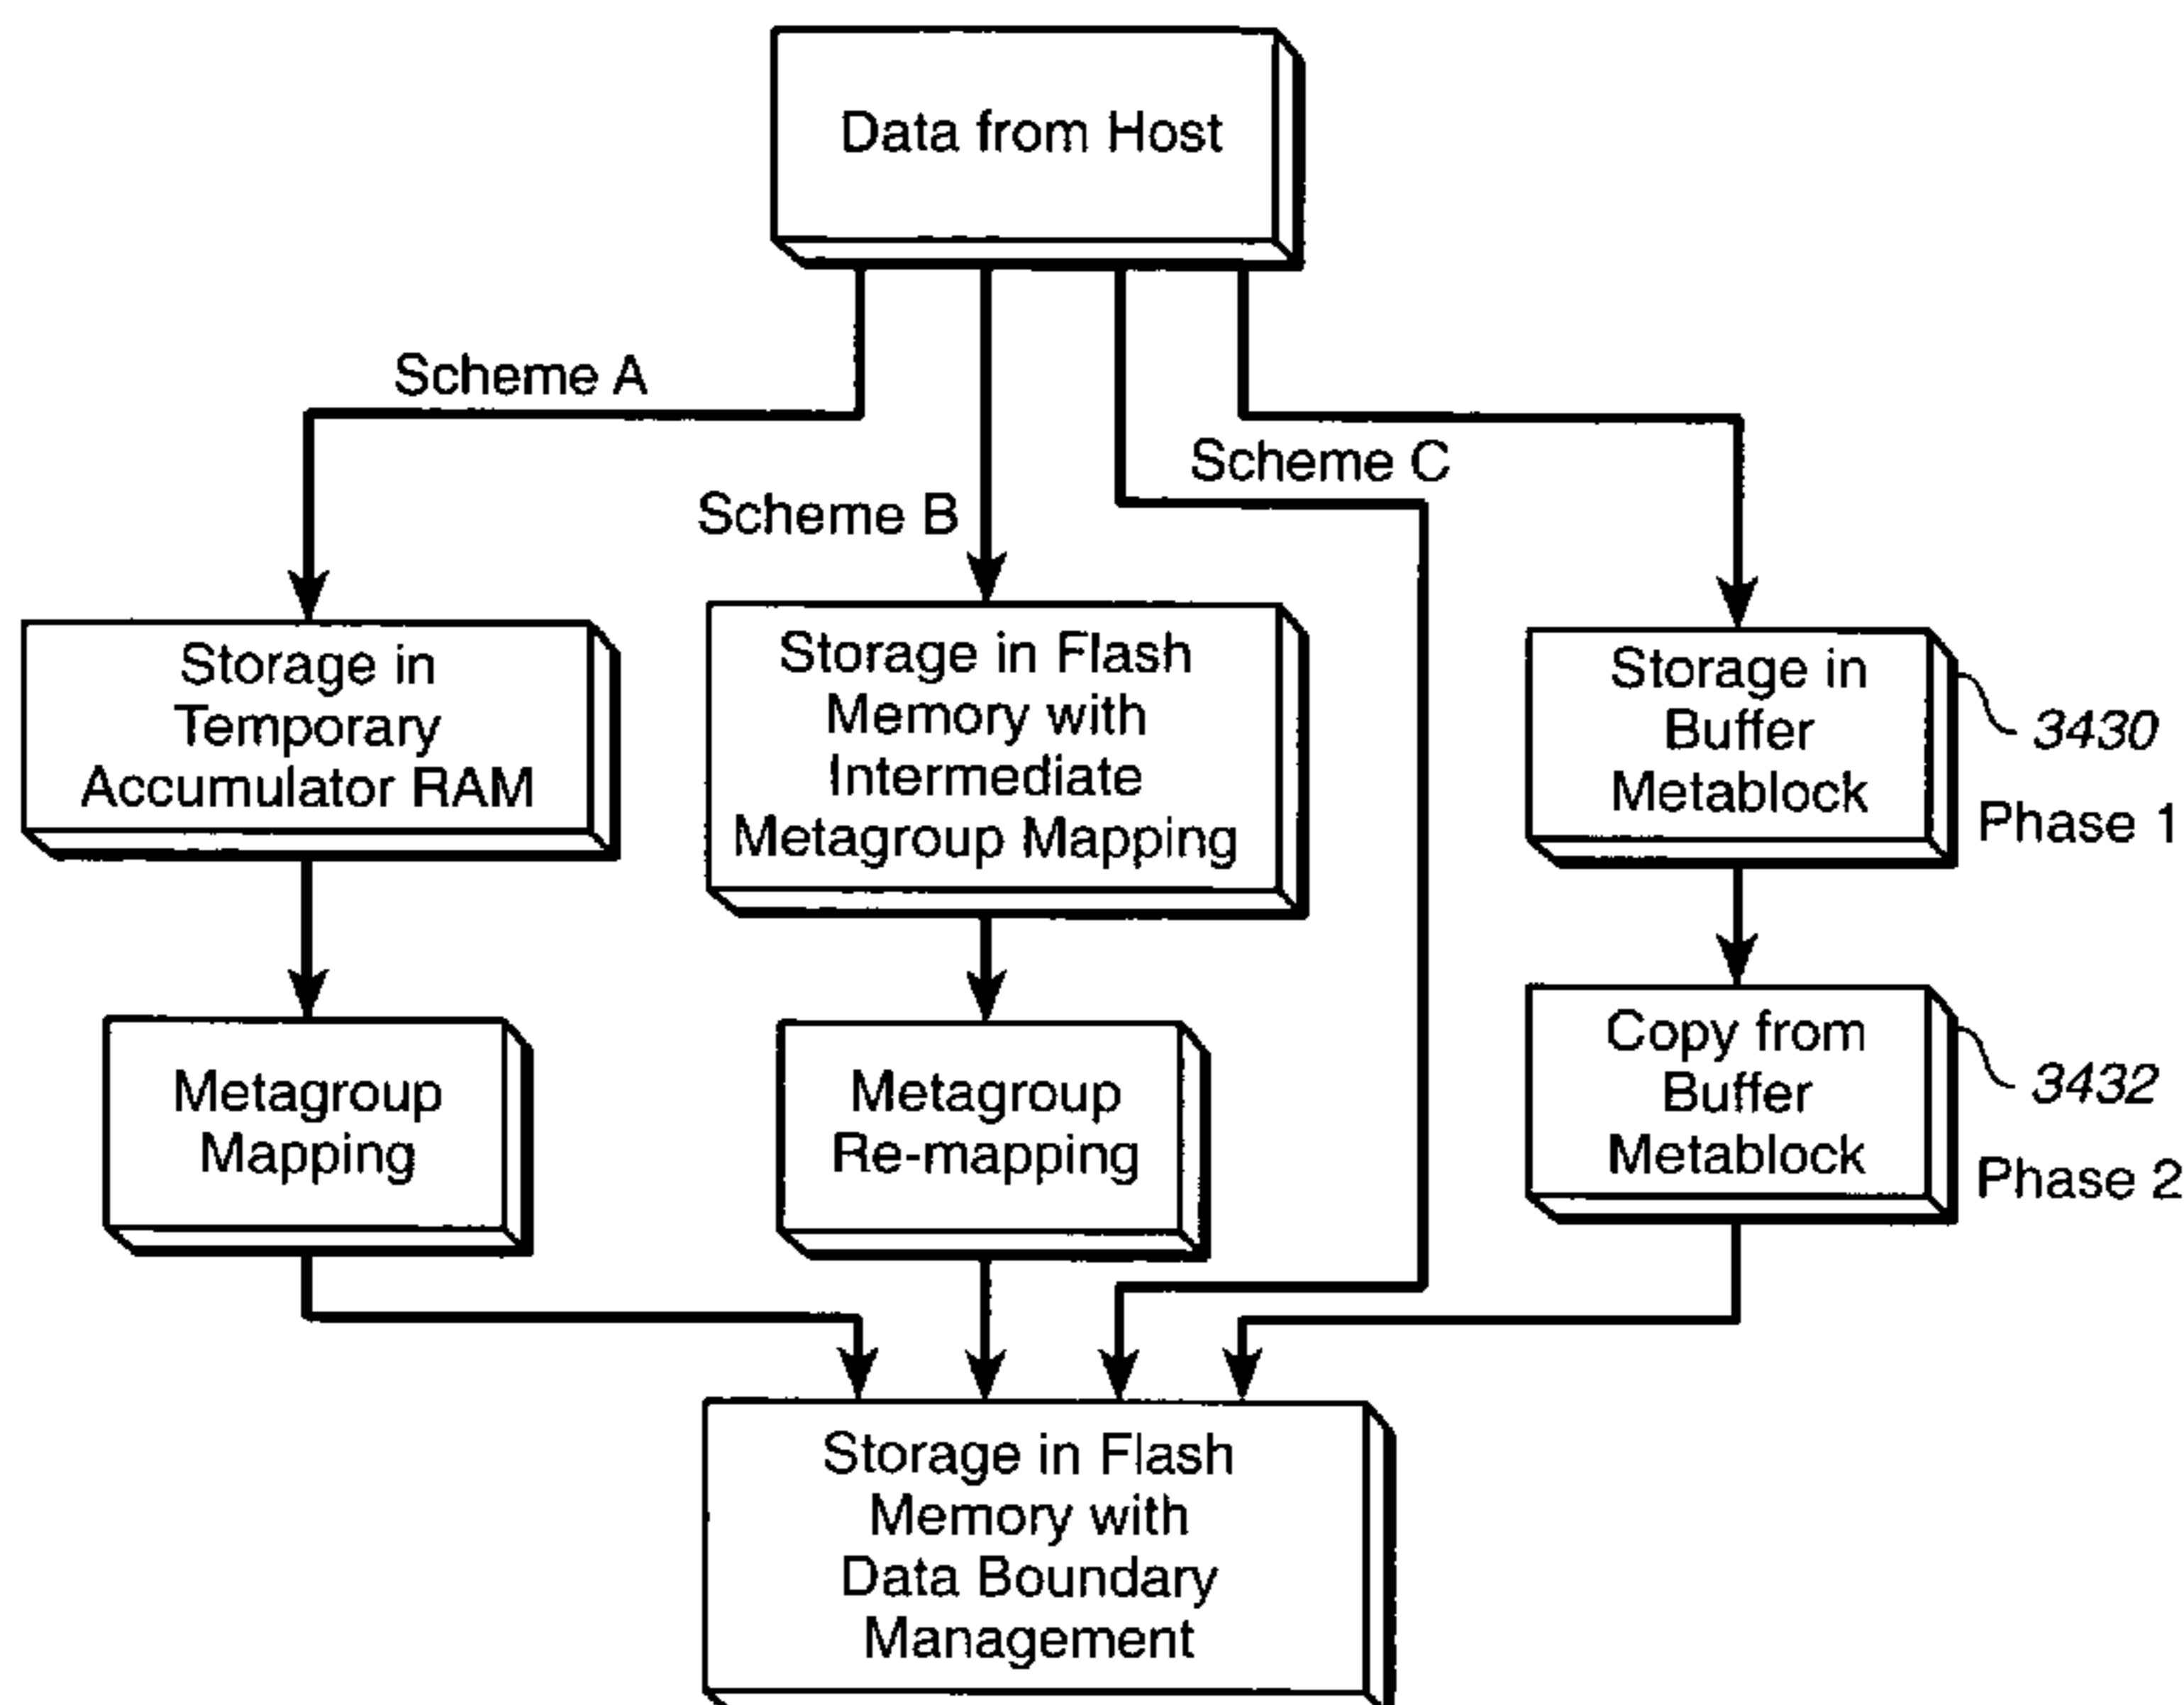 Data from Host
Scheme A
Scheme B
Scheme C
Storage in
Temporary
Accumulator RAM
Storage in Flash
Memory with
Intermediate
Metagroup Mapping
Storage in
Buffer
Metablock
3430
Phase 1
Metagroup
Mapping
Metagroup
Re-mapping
Copy from
Buffer
Metablock
3432
Phase 2
Storage in Flash
Memory with
Data Boundary
Management